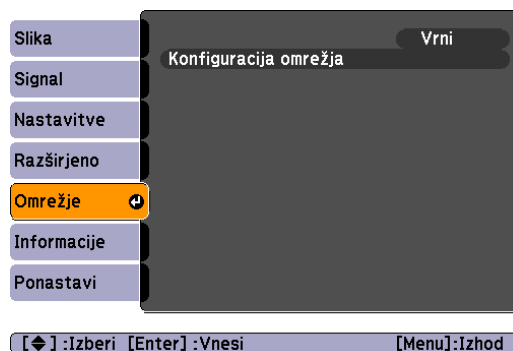 Slika
Signal
Nastavitve
Razširjeno
Omrežje
Informacije
Ponastavi
Vrni
Konfiguracija omrežja
[◆] :Izberi [Enter] :Vnesi [Menu]:Izhod